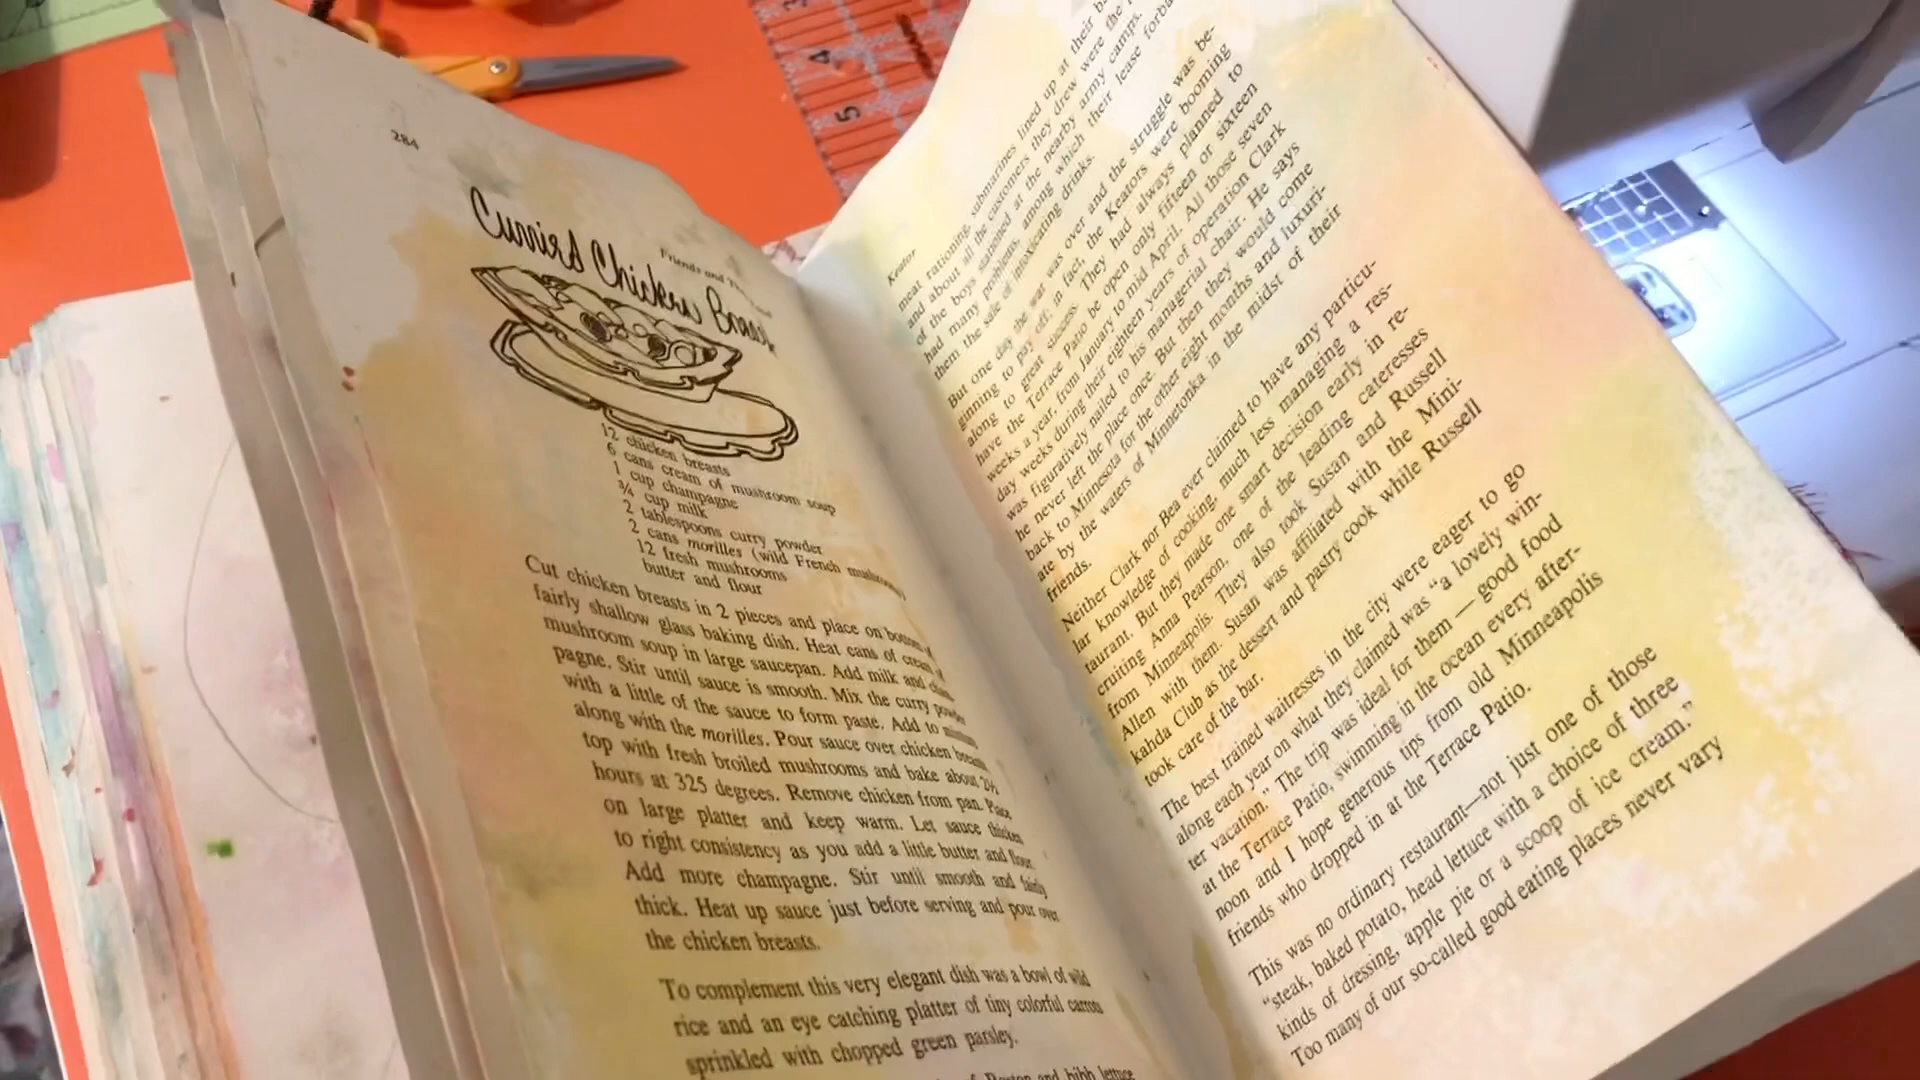 284
Friends and
Curried Chicken Breasts
12 chicken breasts
6 cans cream of mushroom soup
1 cup champagne
¾ cup milk
2 tablespoons curry powder
2 cans morilles (wild French mushrooms)
12 fresh mushrooms
butter and flour
Cut chicken breasts in 2 pieces and place on bottom of
fairly shallow glass baking dish. Heat cans of cream of
mushroom soup in large saucepan. Add milk and cham-
pagne. Stir until sauce is smooth. Mix the curry powder
with a little of the sauce to form paste. Add to
along with the morilles. Pour sauce over chicken breasts,
top with fresh broiled mushrooms and bake about 2½
hours at 325 degrees. Remove chicken from pan. Place
on large platter and keep warm. Let sauce thicken
to right consistency as you add a little butter and flour.
Add more champagne. Stir until smooth and fairly
thick. Heat up sauce just before serving and pour over
the chicken breasts.
To complement this very elegant dish was a bowl of wild
rice and an eye catching platter of tiny colorful carrots
sprinkled with chopped green parsley.
of Boston and bibb lettuce
Keator
meat rationing, submarines lined up at their
and about all the customers they drew were the
of the boys stationed at the nearby army camps.
had many problems, among which their lease forba
them the sale of intoxicating drinks.
But one day the war was over and the struggle was be-
ginning to pay off; in fact, the Keators were booming
along to great success. They had always planned to
have the Terrace Patio be open only fifteen or sixteen
weeks a year, from January to mid April. All those seven
day weeks during their eighteen years of operation Clark
was figuratively nailed to his managerial chair. He says
he never left the place once. But then they would come
back to Minnesota for the other eight months and luxuri-
ate by the waters of Minnetonka in the midst of their
friends.
Neither Clark nor Bea ever claimed to have any particu-
lar knowledge of cooking, much less managing a res-
taurant. But they made one smart decision early in re-
cruiting Anna Pearson, one of the leading cateresses
from Minneapolis. They also took Susan and Russell
Allen with them. Susan was affiliated with the Mini-
kahda Club as the dessert and pastry cook while Russell
took care of the bar.
The best trained waitresses in the city were eager to go
along each year on what they claimed was “a lovely win-
ter vacation.” The trip was ideal for them — good food
at the Terrace Patio, swimming in the ocean every after-
noon and I hope generous tips from old Minneapolis
friends who dropped in at the Terrace Patio.
This was no ordinary restaurant—not just one of those
“steak, baked potato, head lettuce with a choice of three
kinds of dressing, apple pie or a scoop of ice cream.”
Too many of our so-called good eating places never vary
4
5